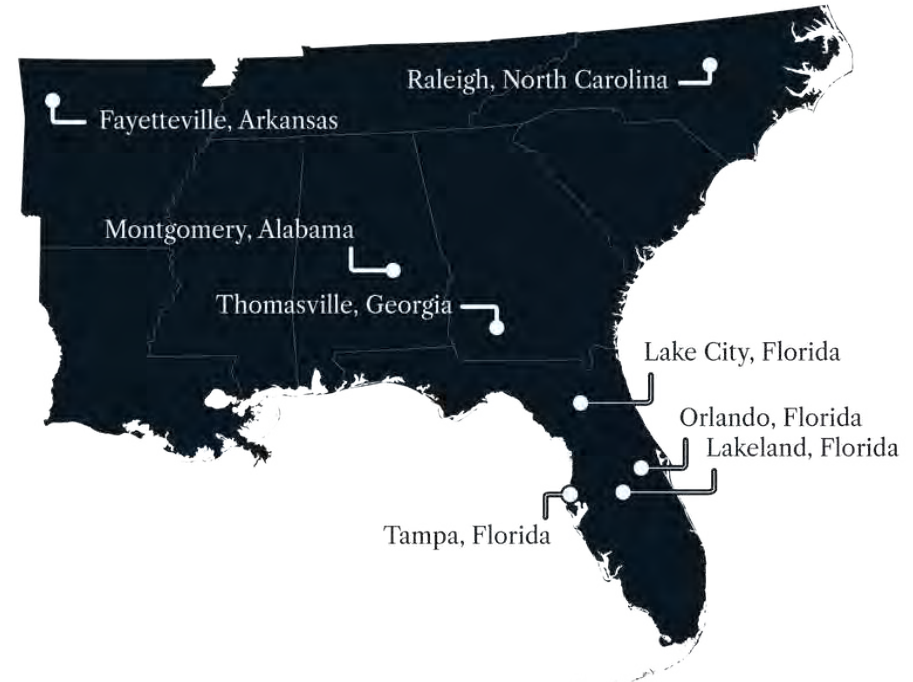 Raleigh, North Carolina
Fayetteville, Arkansas
Montgomery, Alabama
Thomasville, Georgia
Lake City, Florida
Orlando, Florida
Lakeland, Florida
Tampa, Florida